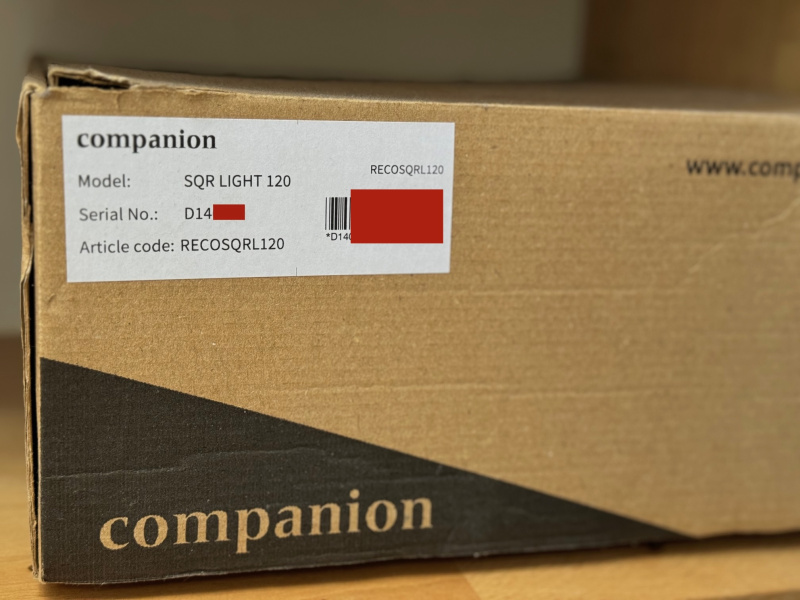 companion
Model: SQR LIGHT 120
Serial No.: D14
Article code: RECOSQRL120
RECOSQRL120
*D140
www.comp
companion